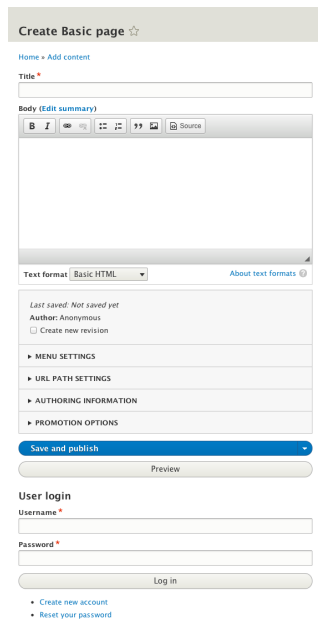 Create Basic page
Home » Add content
Title *
Body (Edit summary)
B I Source
Text format Basic HTML About text formats
Last saved: Not saved yet
Author: Anonymous
Create new revision
MENU SETTINGS
URL PATH SETTINGS
AUTHORING INFORMATION
PROMOTION OPTIONS
Save and publish
Preview
User login
Username *
Password *
Log in
Create new account
Reset your password